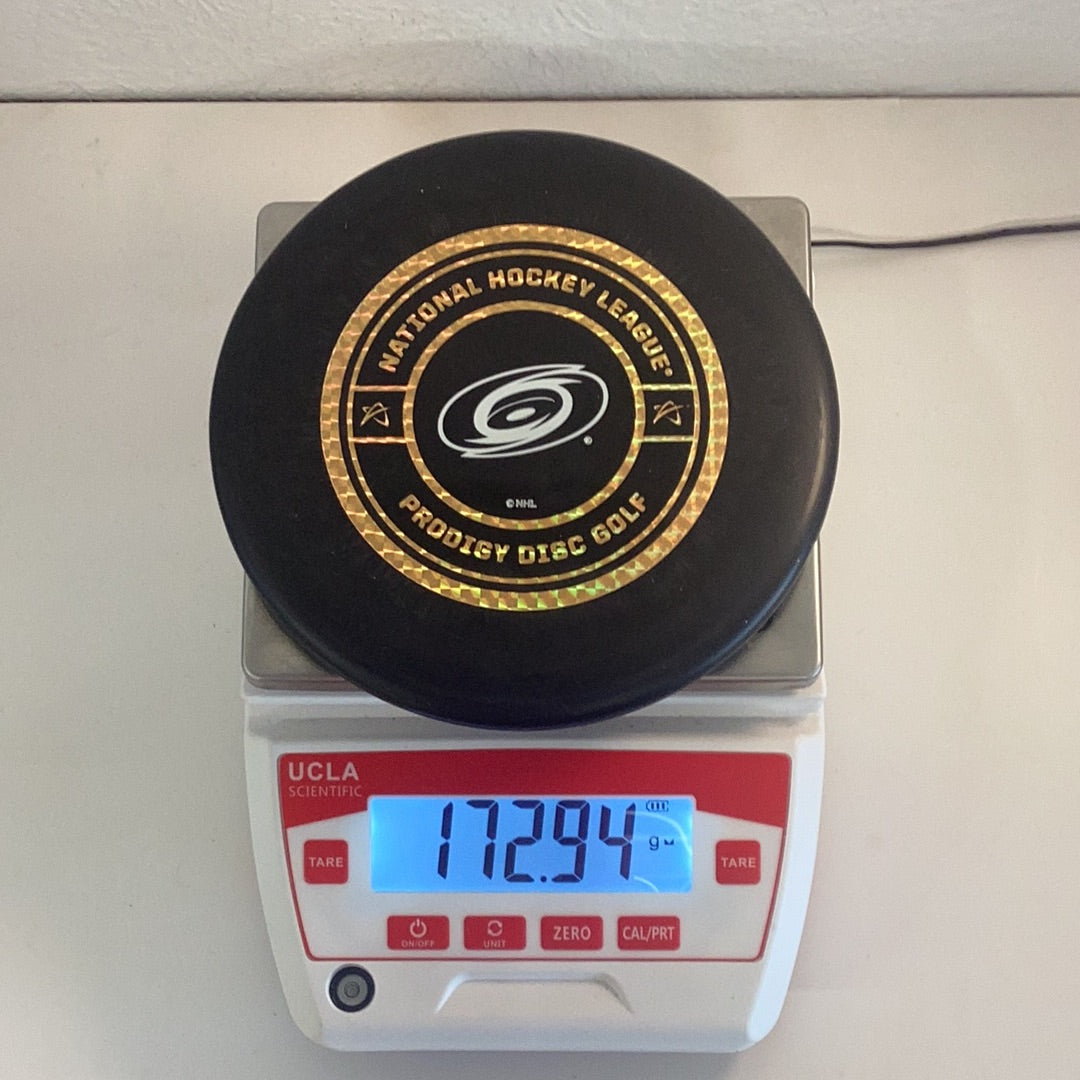 NATIONAL HOCKEY LEAGUE®
®
©NHL
PRODIGY DISC GOLF
UCLA
SCIENTIFIC
172.94 g
TARE
TARE
ON/OFF
UNIT
ZERO
CAL/PRT